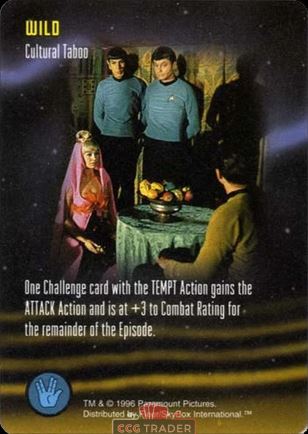 WILD
Cultural Taboo
One Challenge card with the TEMPT Action gains the
ATTACK Action and is at +3 to Combat Rating for
the remainder of the Episode.
TM & © 1996 Paramount Pictures.
Distributed by Fleer/SkyBox International.™
CCG TRADER